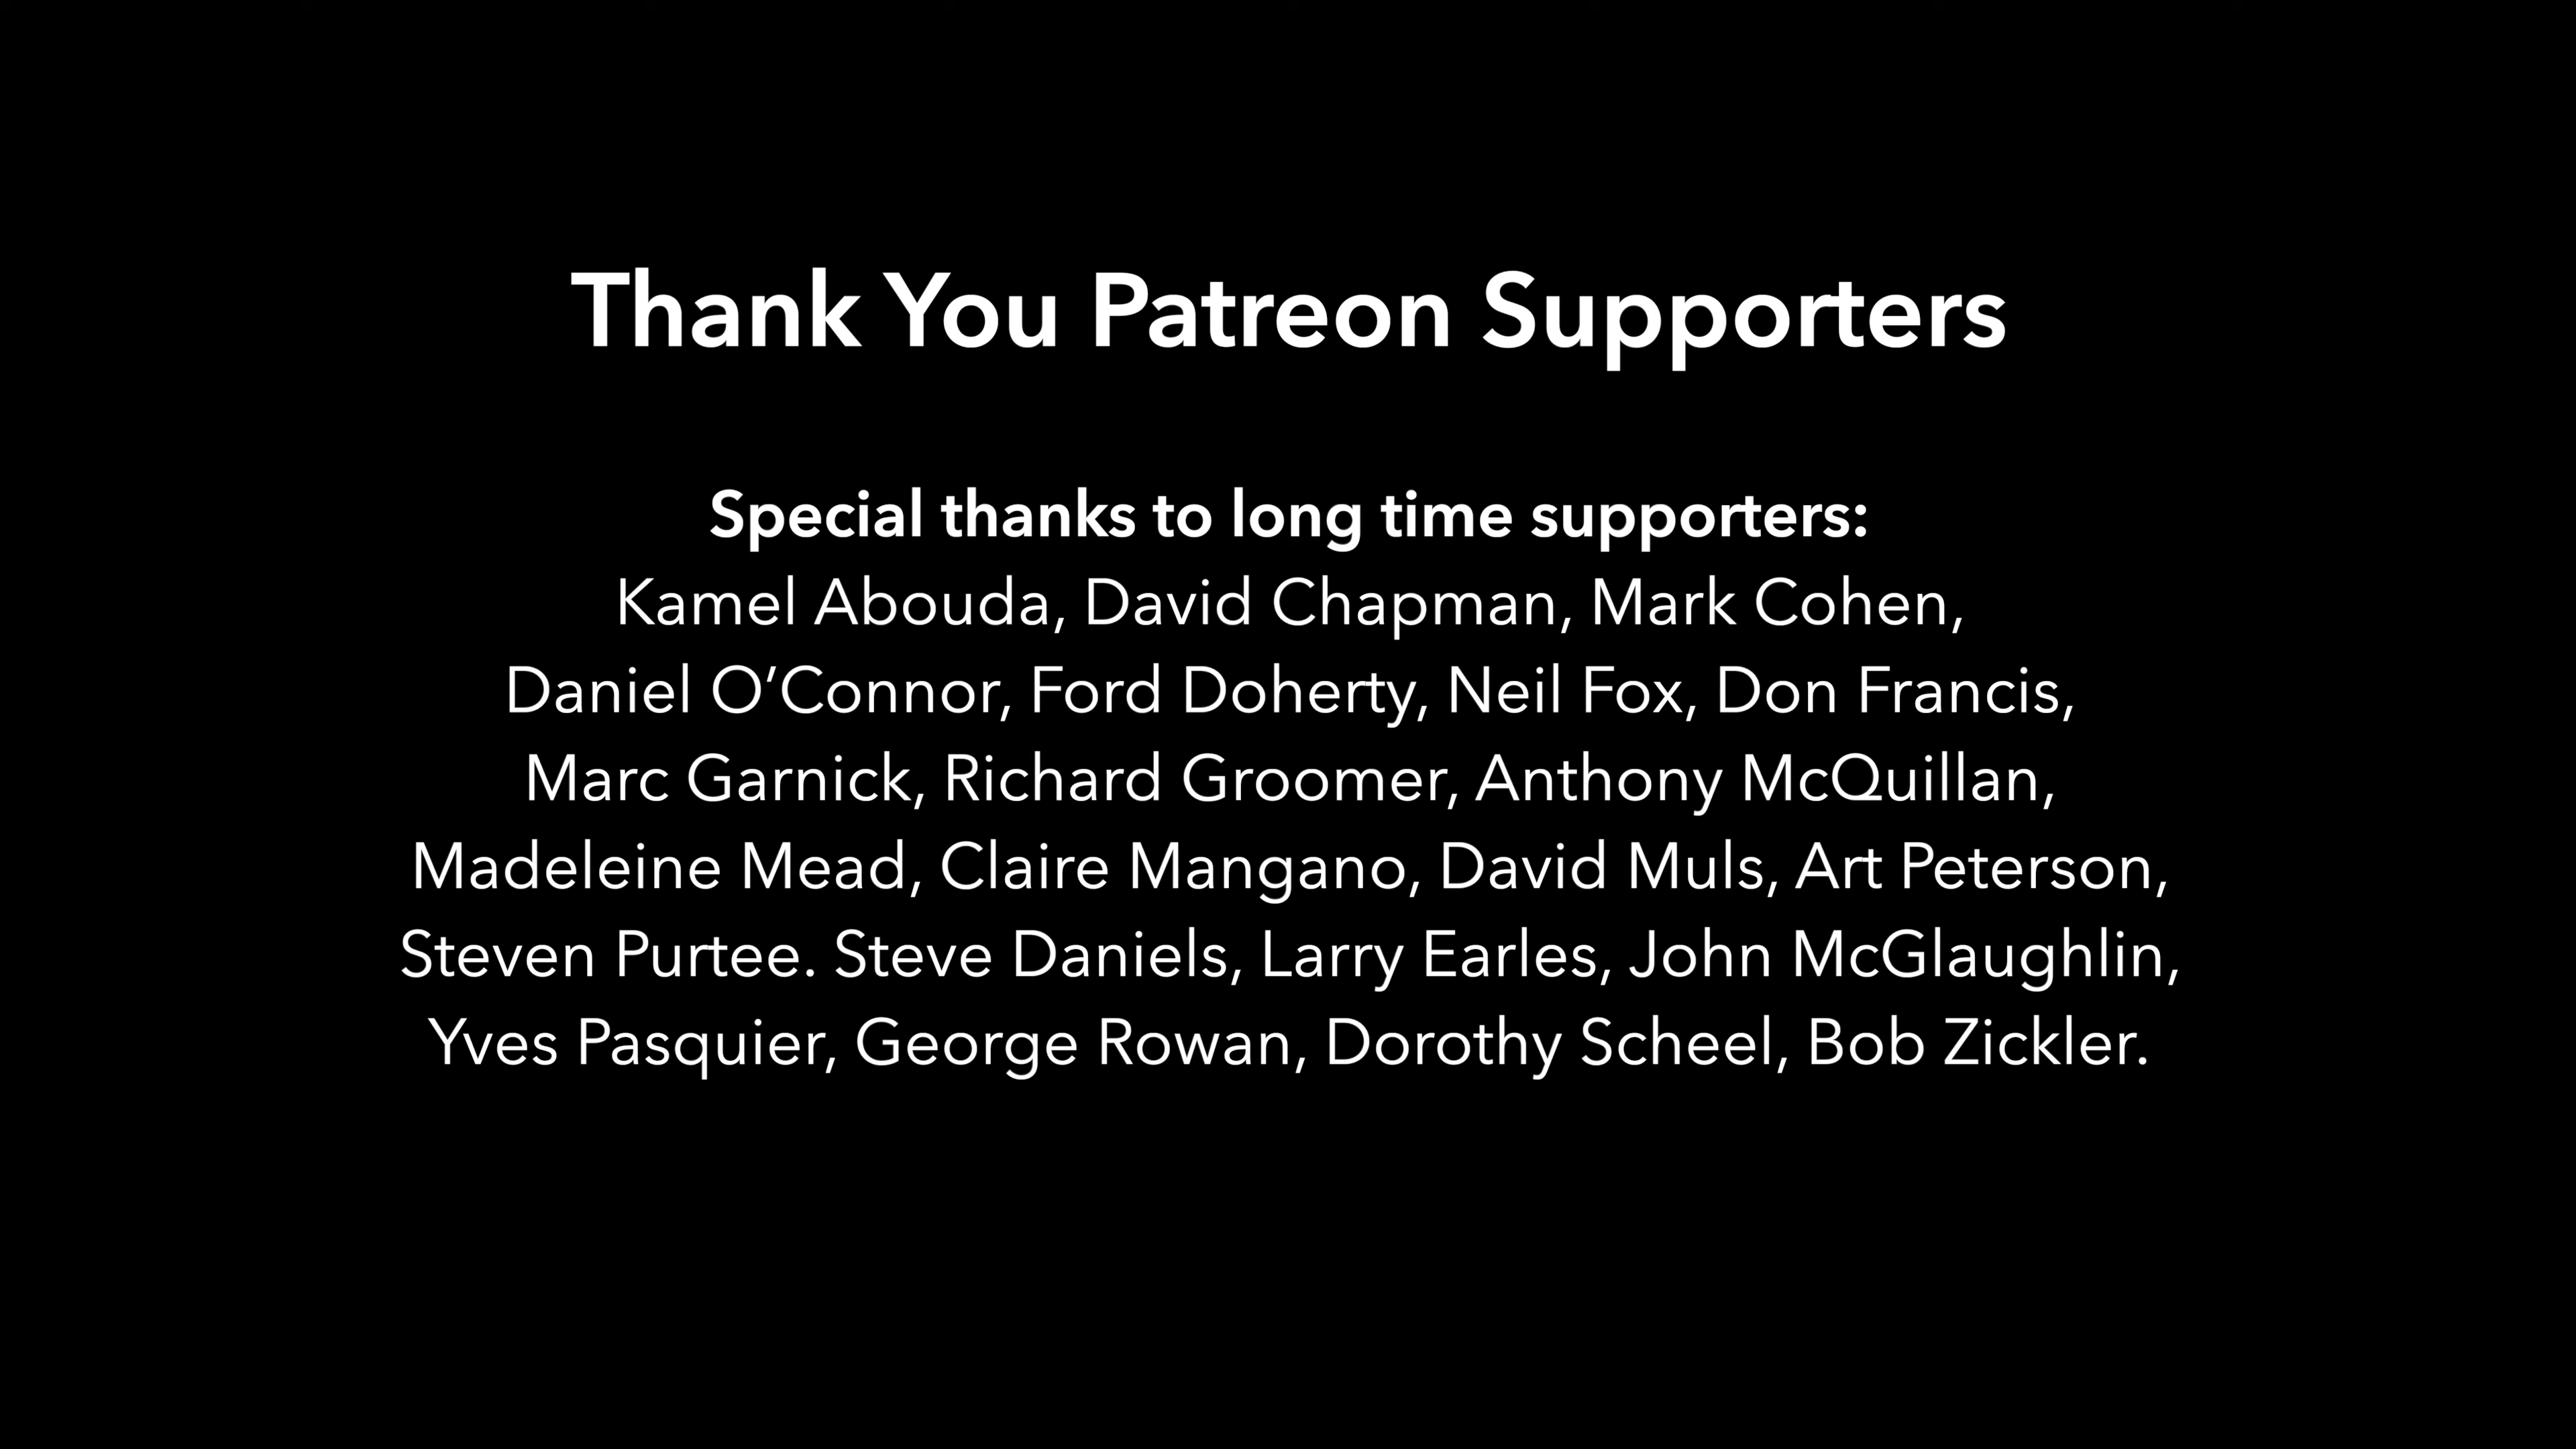 Thank You Patreon Supporters
Special thanks to long time supporters:
Kamel Abouda, David Chapman, Mark Cohen,
Daniel O’Connor, Ford Doherty, Neil Fox, Don Francis,
Marc Garnick, Richard Groomer, Anthony McQuillan,
Madeleine Mead, Claire Mangano, David Muls, Art Peterson,
Steven Purtee. Steve Daniels, Larry Earles, John McGlaughlin,
Yves Pasquier, George Rowan, Dorothy Scheel, Bob Zickler.